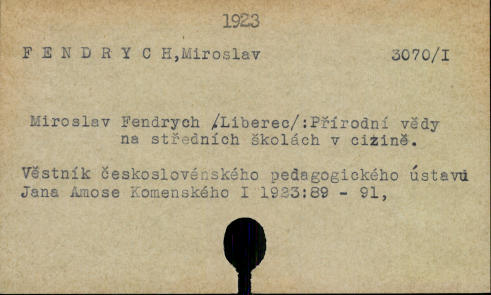 1923
F E N D R Y C H,Miroslav 3070/I
Miroslav Fendrych /Liberec/:Přírodní vědy
na středních školách v cizině.
Věstník československého pedagogického ústavu
Jana Amose Komenského I 1923:89 - 91,